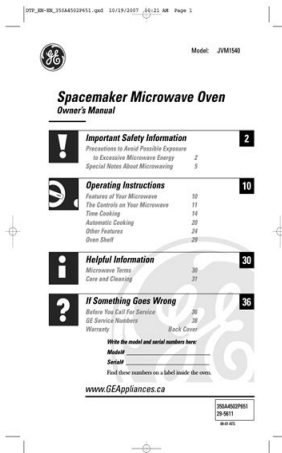 DTP_EN-EN_350A4502P651.qxd 10/19/2007 00:21 AM Page 1
Model: JVM1540
GE
Spacemaker Microwave Oven
Owner's Manual
Important Safety Information 2
Precautions to Avoid Possible Exposure
to Excessive Microwave Energy 2
Special Notes About Microwaving 5
Operating Instructions 10
Features of Your Microwave 10
The Controls on Your Microwave 11
Time Cooking 14
Automatic Cooking 20
Other Features 24
Oven Shelf 29
Helpful Information 30
Microwave Terms 30
Care and Cleaning 31
If Something Goes Wrong 36
Before You Call For Service 36
GE Service Numbers 38
Warranty Back Cover
Write the model and serial numbers here:
Model#
Serial#
Find these numbers on a label inside the oven.
www.GEAppliances.ca
350A4502P651
29-5611